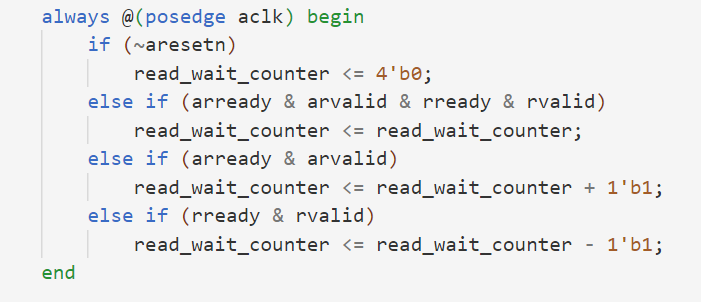 always @(posedge aclk) begin
    if (~aresetn)
        read_wait_counter <= 4'b0;
    else if (arready & arvalid & rready & rvalid)
        read_wait_counter <= read_wait_counter;
    else if (arready & arvalid)
        read_wait_counter <= read_wait_counter + 1'b1;
    else if (rready & rvalid)
        read_wait_counter <= read_wait_counter - 1'b1;
end